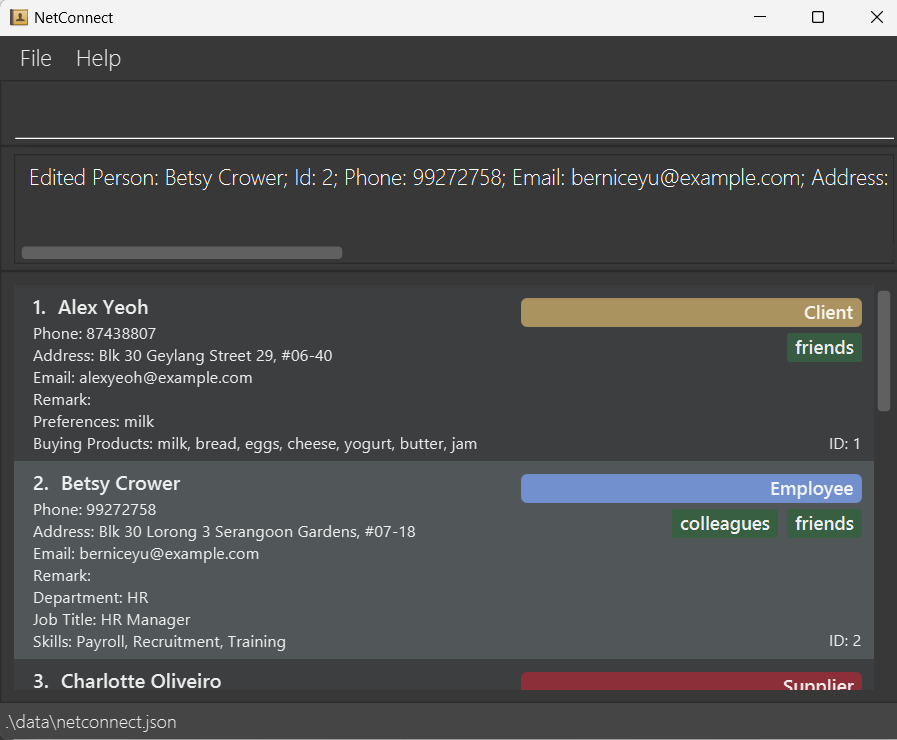 NetConnect
File Help
Edited Person: Betsy Crower; Id: 2; Phone: 99272758; Email: berniceyu@example.com; Address:
1. Alex Yeoh
Client
Phone: 87438807
friends
Address: Blk 30 Geylang Street 29, #06-40
Email: alexyeoh@example.com
Remark:
Preferences: milk
Buying Products: milk, bread, eggs, cheese, yogurt, butter, jam
ID: 1
2. Betsy Crower
Employee
Phone: 99272758
colleagues friends
Address: Blk 30 Lorong 3 Serangoon Gardens, #07-18
Email: berniceyu@example.com
Remark:
Department: HR
Job Title: HR Manager
Skills: Payroll, Recruitment, Training
ID: 2
3. Charlotte Oliveiro
Supplier
.\data\netconnect.json